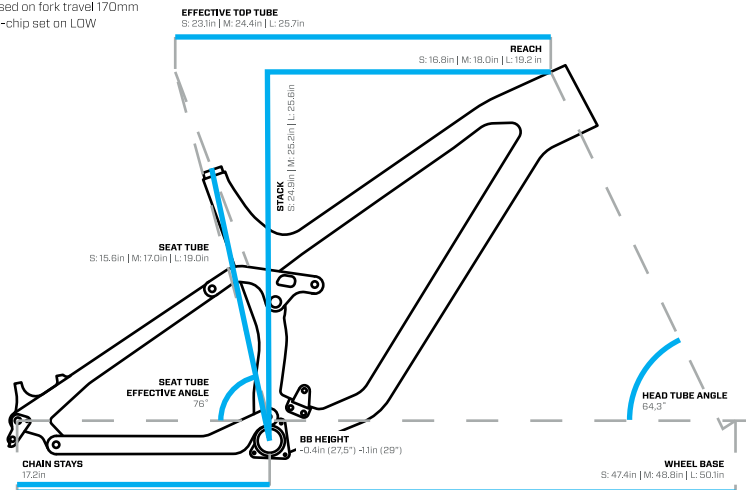 sed on fork travel 170mm
-chip set on LOW
EFFECTIVE TOP TUBE
S: 23.1in | M: 24.4in | L: 25.7in
REACH
S: 16.8in | M: 18.0in | L: 19.2 in
STACK
S: 24.9in | M: 25.2in | L: 25.6in
SEAT TUBE
S: 15.6in | M: 17.0in | L: 19.0in
SEAT TUBE
EFFECTIVE ANGLE
76°
HEAD TUBE ANGLE
64,3°
BB HEIGHT
-0.4in (27,5") -1.1in (29")
CHAIN STAYS
17.2in
WHEEL BASE
S: 47.4in | M: 48.8in | L: 50.1in